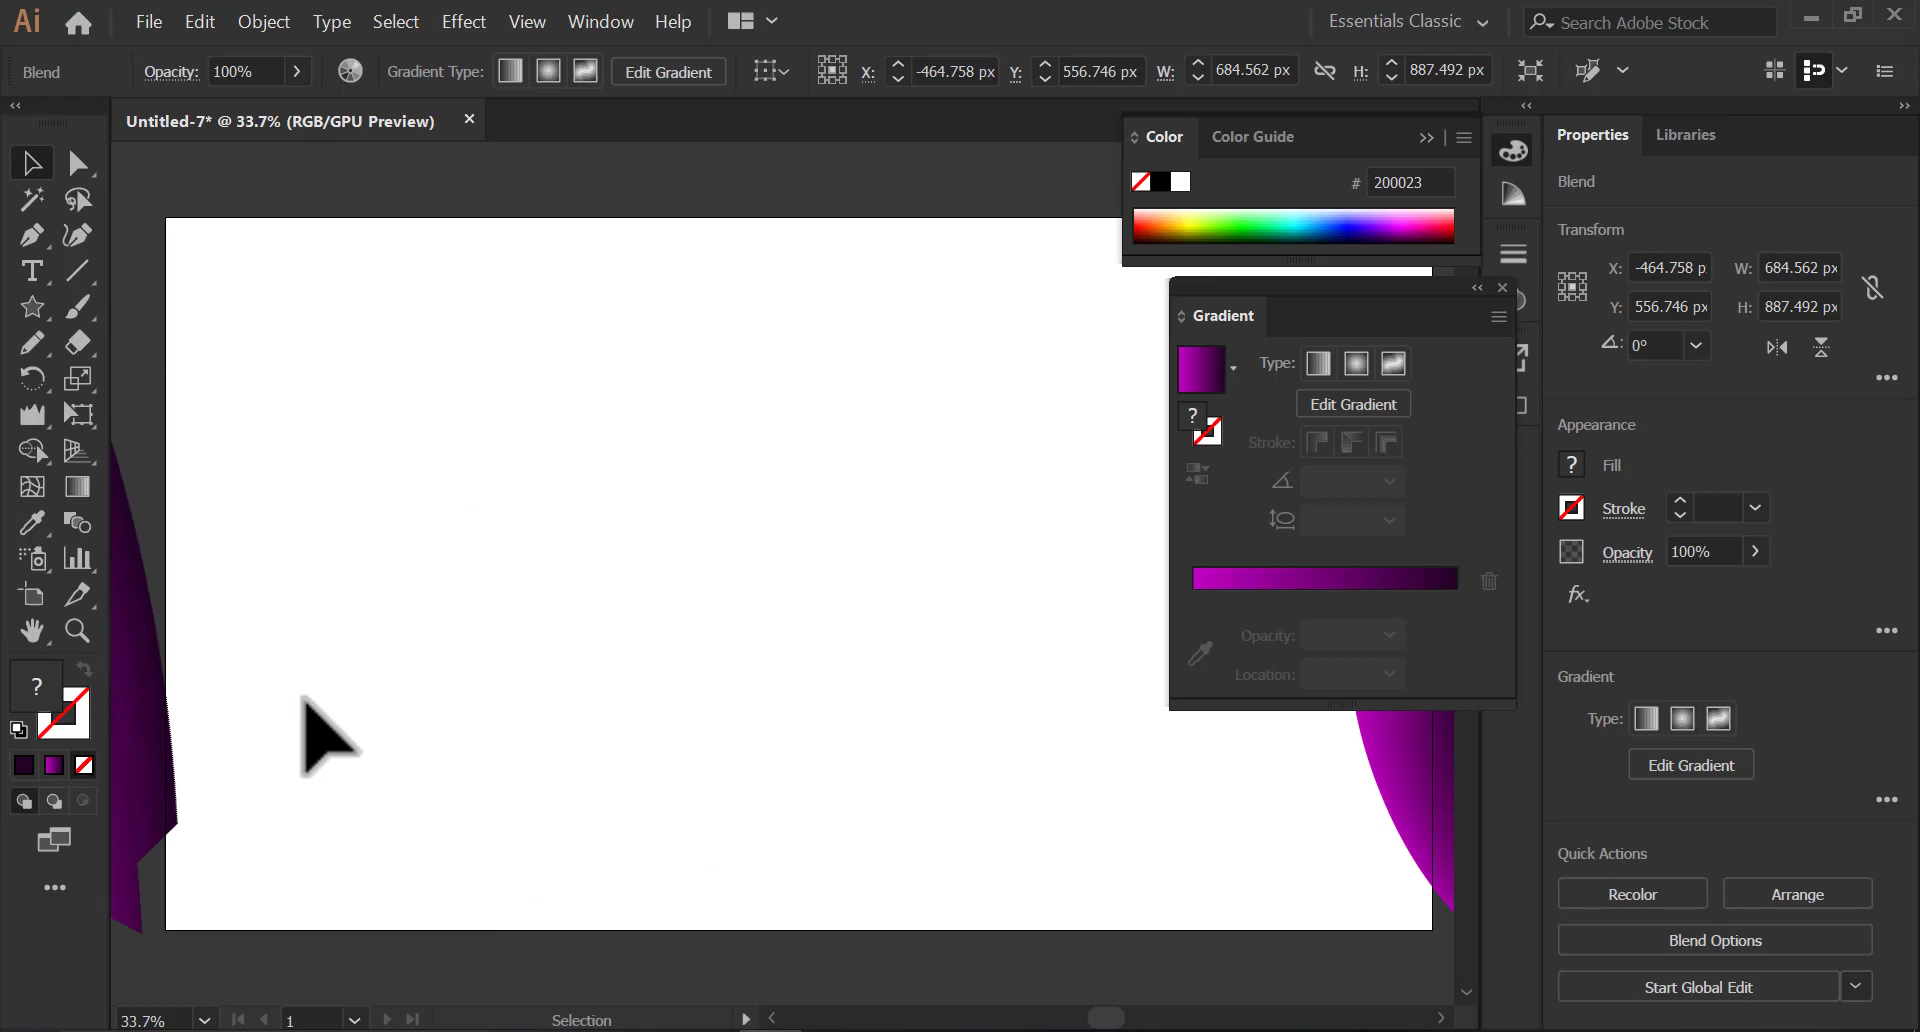 Ai File Edit Object Type Select Effect View Window Help Essentials Classic Search Adobe Stock
Blend Opacity: 100% Gradient Type: Edit Gradient X: -464.758 px Y: 556.746 px W: 684.562 px H: 887.492 px
Untitled-7* @ 33.7% (RGB/GPU Preview)
Color Color Guide
# 200023
Gradient
Type:
Edit Gradient
?
Stroke:
Opacity:
Location:
Properties Libraries
Blend
Transform
X: -464.758 p W: 684.562 px
Y: 556.746 px H: 887.492 px
0°
Appearance
? Fill
Stroke
Opacity 100%
fx.
Gradient
Type:
Edit Gradient
Quick Actions
Recolor Arrange
Blend Options
Start Global Edit
T
?
33.7% 1 Selection